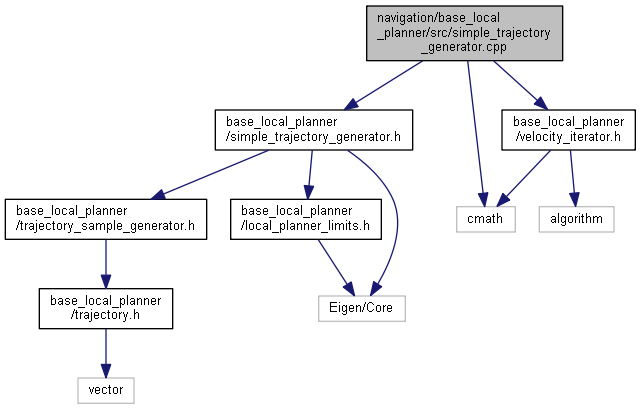 navigation/base_local
_planner/src/simple_trajectory
_generator.cpp
base_local_planner
/simple_trajectory_generator.h
base_local_planner
/velocity_iterator.h
base_local_planner
/trajectory_sample_generator.h
base_local_planner
/local_planner_limits.h
cmath
algorithm
base_local_planner
/trajectory.h
Eigen/Core
vector